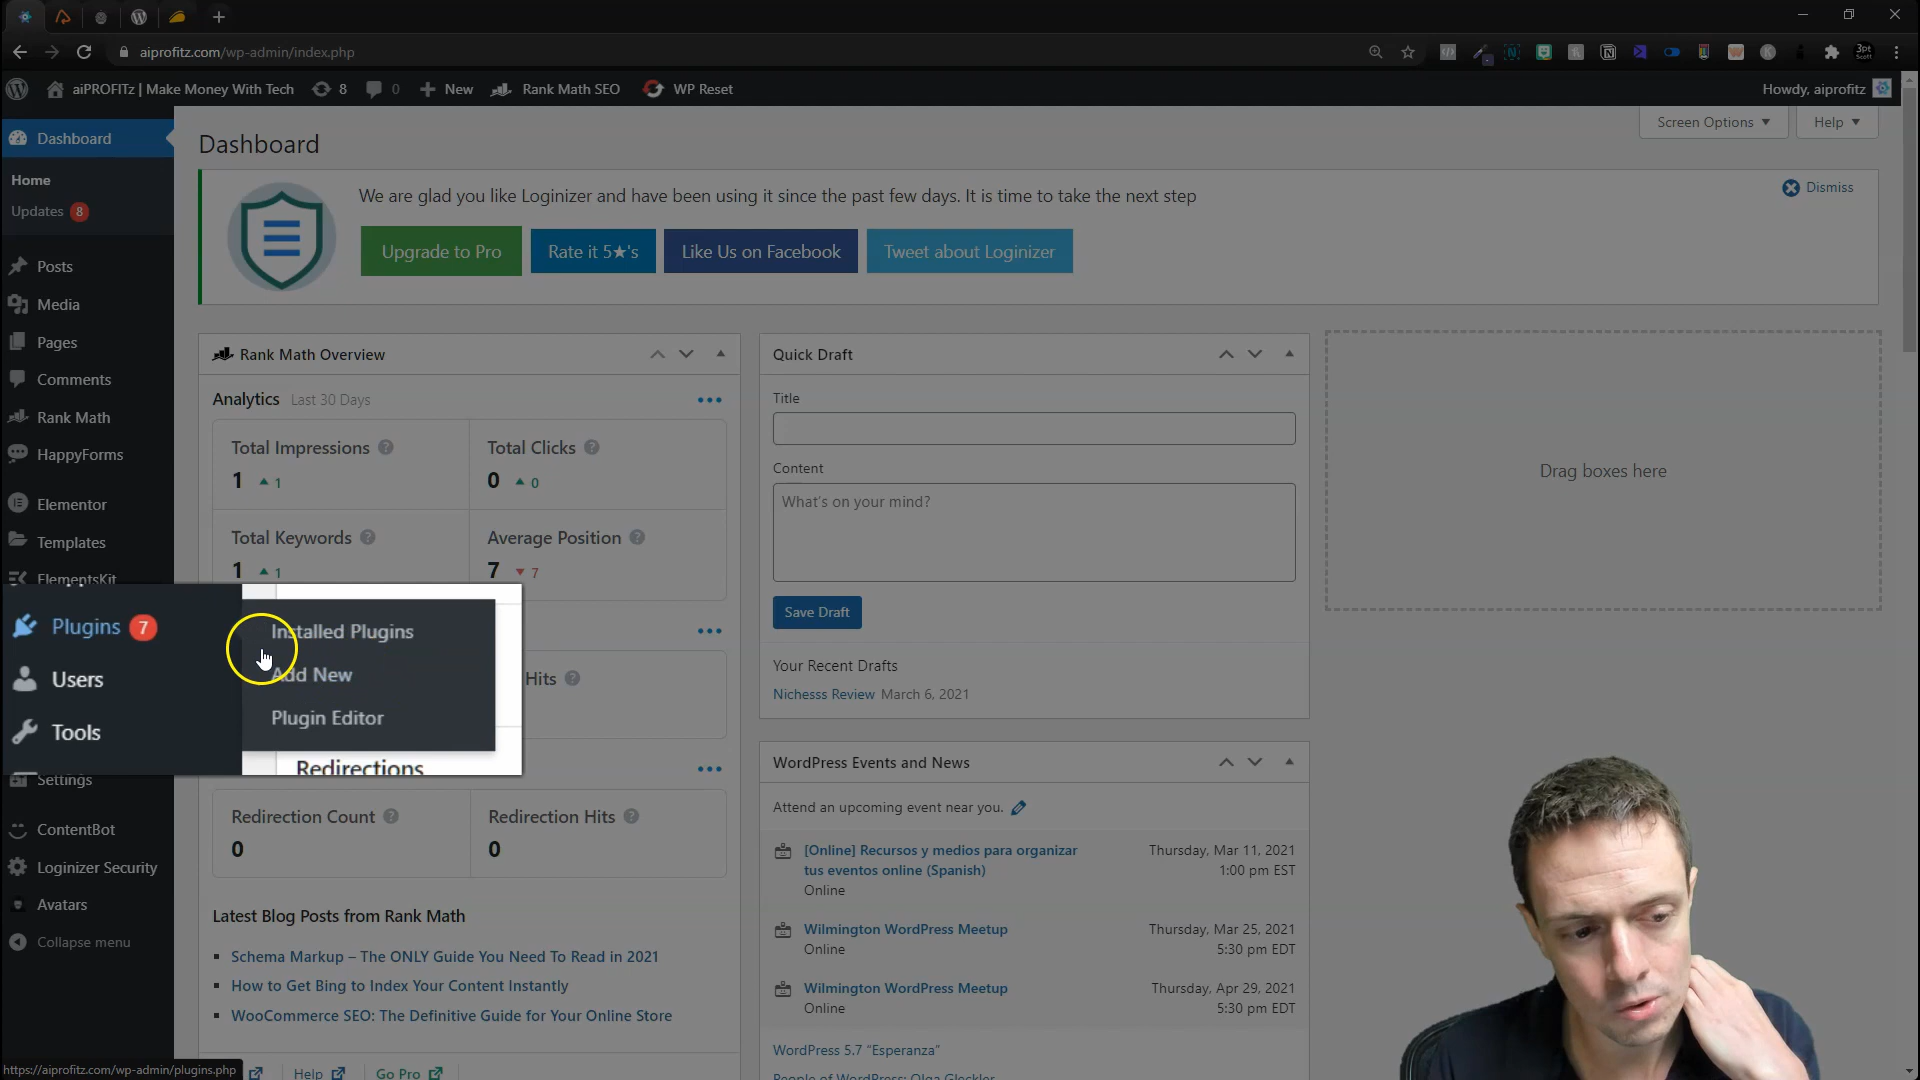 aiprofitz.com/wp-admin/index.php
3pt
Scott
aiPROFITz | Make Money With Tech
8
0
New
Rank Math SEO
WP Reset
Howdy, aiprofitz
Dashboard
Home
Updates 8
Posts
Media
Pages
Comments
Rank Math
HappyForms
Elementor
Templates
ElementsKit
Plugins 7
Users
Tools
Settings
ContentBot
Loginizer Security
Avatars
Collapse menu
Installed Plugins
Add New
Plugin Editor
Dashboard
Screen Options
Help
We are glad you like Loginizer and have been using it since the past few days. It is time to take the next step
Dismiss
Upgrade to Pro
Rate it 5★'s
Like Us on Facebook
Tweet about Loginizer
Rank Math Overview
Analytics Last 30 Days
Total Impressions
1 1
Total Clicks
0 0
Total Keywords
1 1
Average Position
7 7
Hits
Redirections
Redirection Count
0
Redirection Hits
0
Latest Blog Posts from Rank Math
Schema Markup – The ONLY Guide You Need To Read in 2021
How to Get Bing to Index Your Content Instantly
WooCommerce SEO: The Definitive Guide for Your Online Store
Help
Go Pro
Quick Draft
Title
Content
What's on your mind?
Save Draft
Your Recent Drafts
Nichesss Review March 6, 2021
WordPress Events and News
Attend an upcoming event near you.
[Online] Recursos y medios para organizar
tus eventos online (Spanish)
Online
Thursday, Mar 11, 2021
1:00 pm EST
Wilmington WordPress Meetup
Online
Thursday, Mar 25, 2021
5:30 pm EDT
Wilmington WordPress Meetup
Online
Thursday, Apr 29, 2021
5:30 pm EDT
WordPress 5.7 "Esperanza"
People of WordPress: Olga Gleckler
Drag boxes here
https://aiprofitz.com/wp-admin/plugins.php